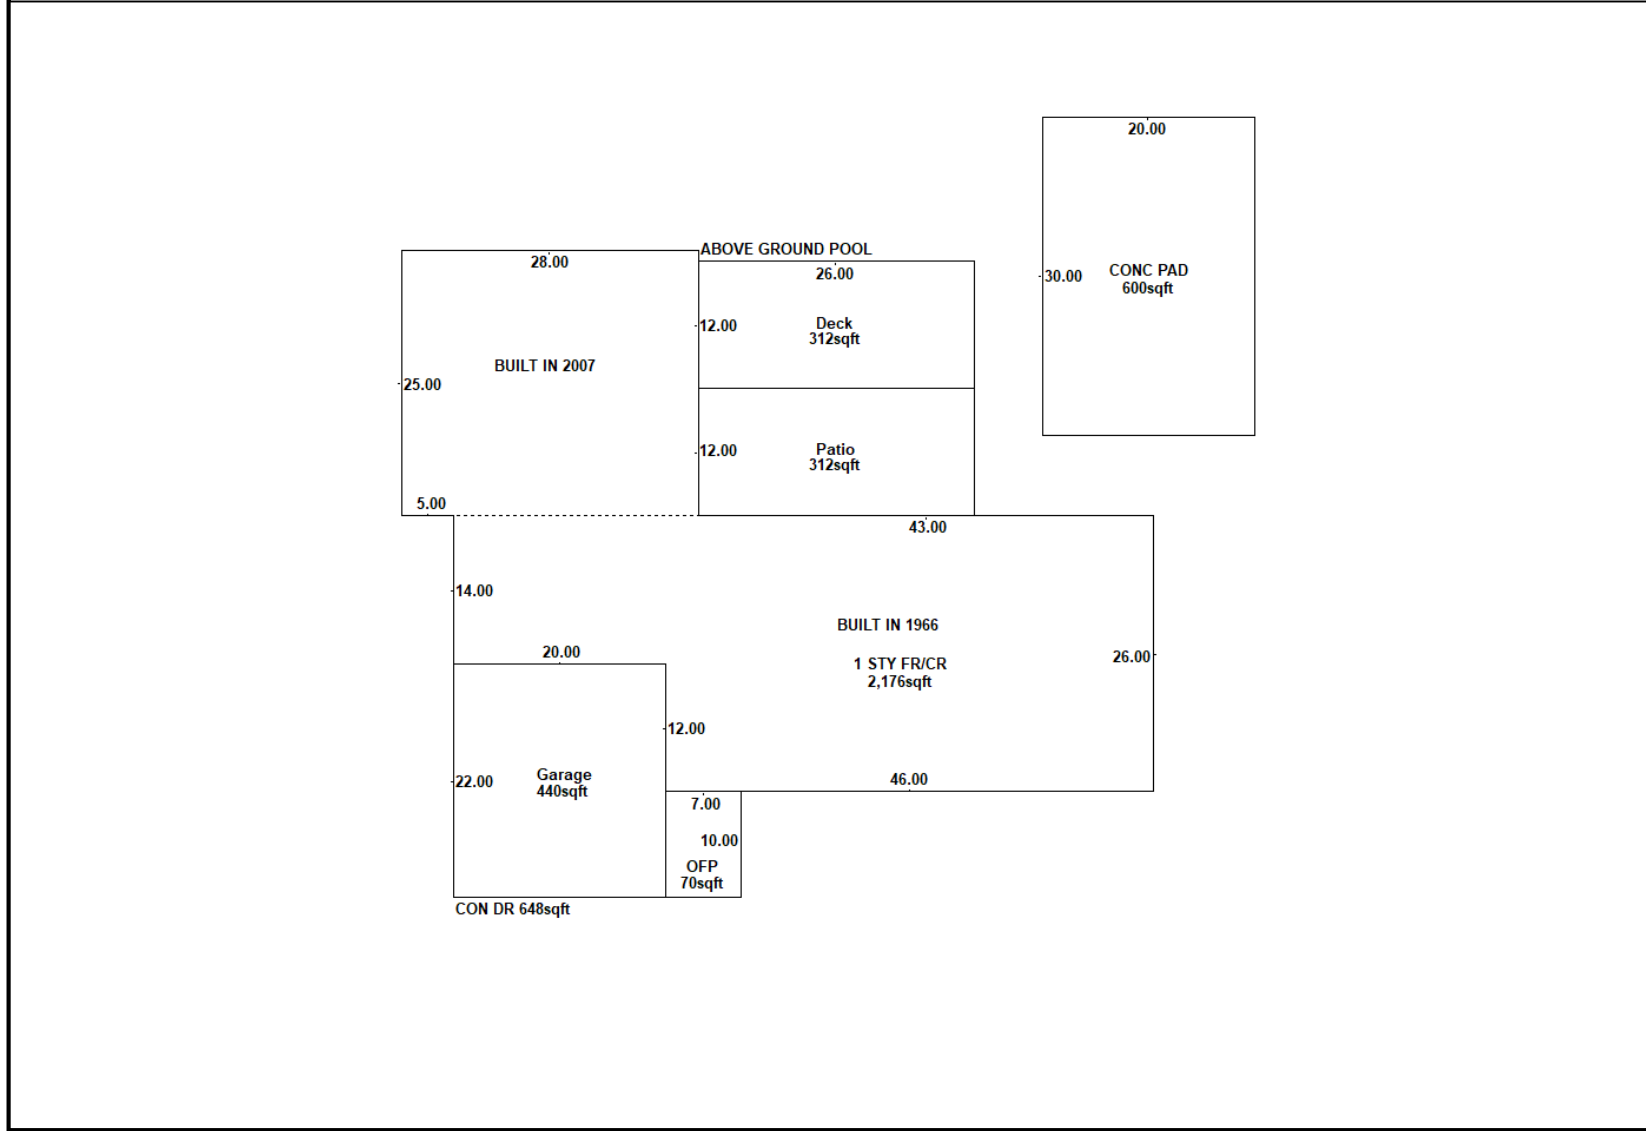 20.00
30.00
CONC PAD
600sqft
28.00
BUILT IN 2007
25.00
5.00
ABOVE GROUND POOL
26.00
12.00
Deck
312sqft
12.00
Patio
312sqft
43.00
14.00
BUILT IN 1966
1 STY FR/CR
2,176sqft
26.00
20.00
12.00
46.00
22.00
Garage
440sqft
7.00
10.00
OFP
70sqft
CON DR 648sqft